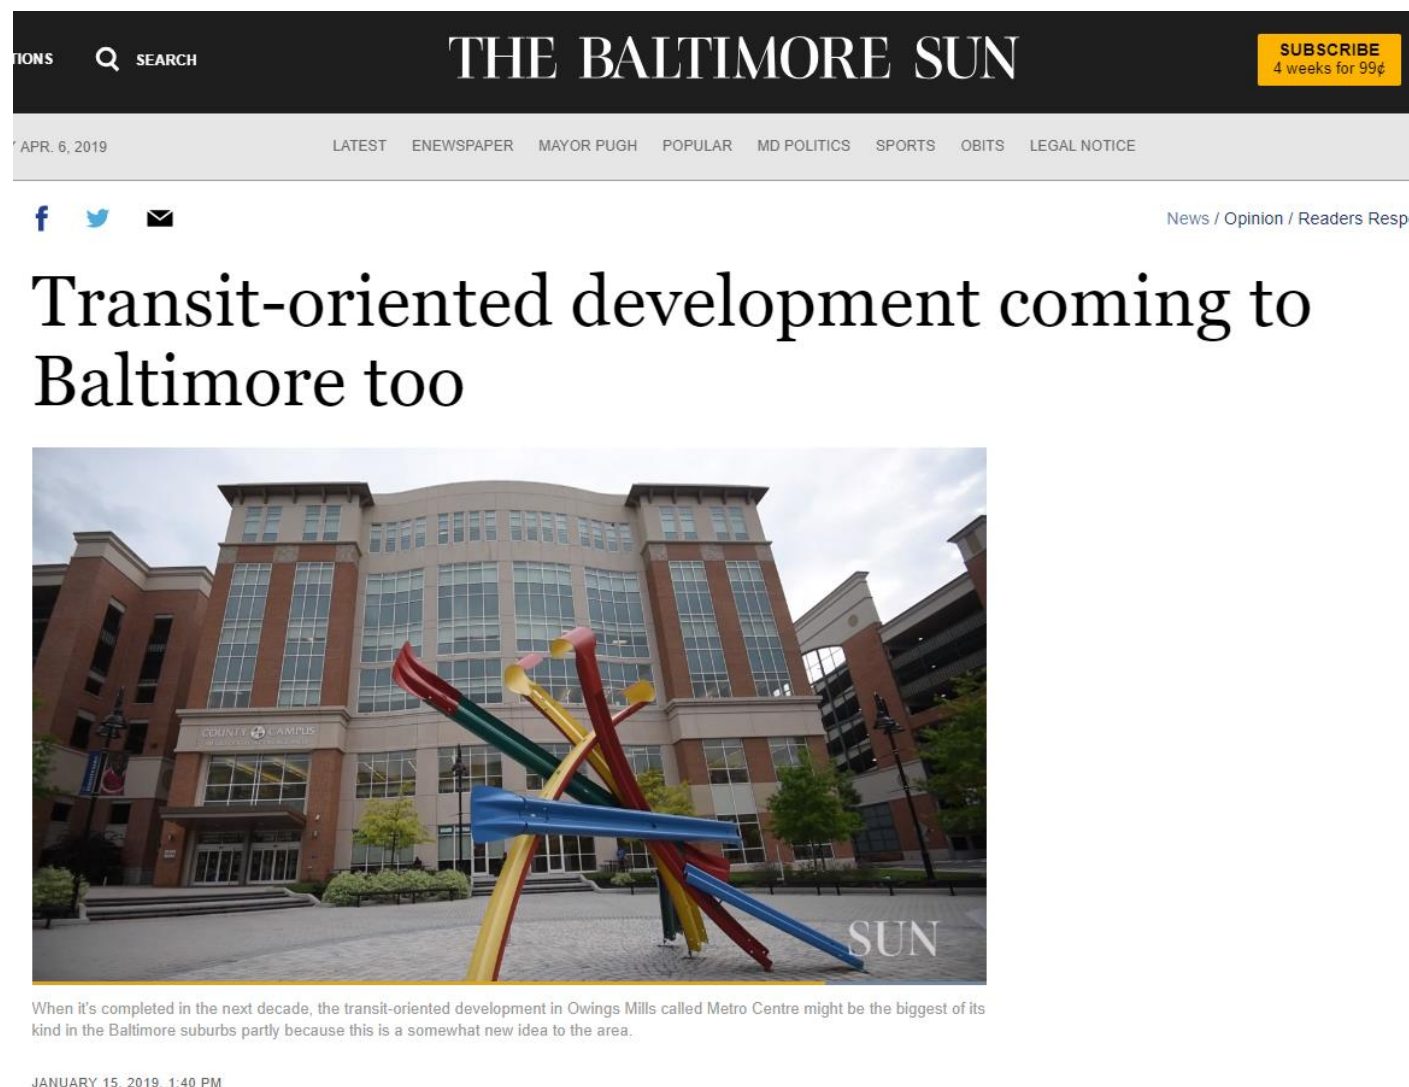 TIONS
SEARCH
THE BALTIMORE SUN
SUBSCRIBE
4 weeks for 99¢
APR. 6, 2019
LATEST ENEWSPAPER MAYOR PUGH POPULAR MD POLITICS SPORTS OBITS LEGAL NOTICE
News / Opinion / Readers Resp
Transit-oriented development coming to
Baltimore too
COUNTY CAMPUS
SUN
When it's completed in the next decade, the transit-oriented development in Owings Mills called Metro Centre might be the biggest of its
kind in the Baltimore suburbs partly because this is a somewhat new idea to the area.
JANUARY 15, 2019, 1:40 PM